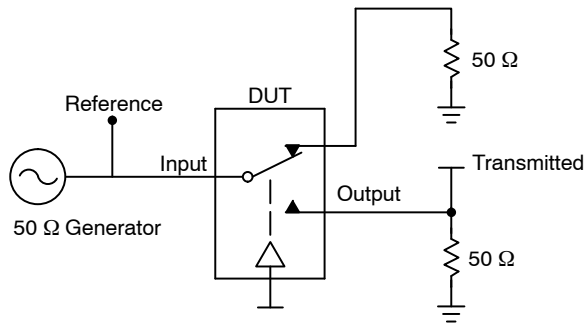 50 Ω
DUT
Reference
Input
Transmitted
Output
50 Ω Generator
50 Ω